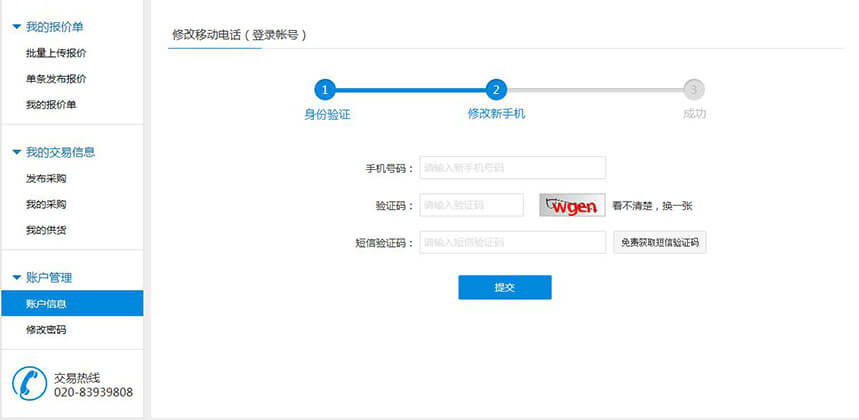 我的报价单
批量上传报价
单条发布报价
我的报价单
我的交易信息
发布采购
我的采购
我的供货
账户管理
账户信息
修改密码
交易热线
020-83939808
修改移动电话（登录帐号）
1
2
3
身份验证
修改新手机
成功
手机号码：
请输入新手机号码
验证码：
请输入验证码
wgen
看不清楚，换一张
短信验证码：
请输入短信验证码
免费获取短信验证码
提交